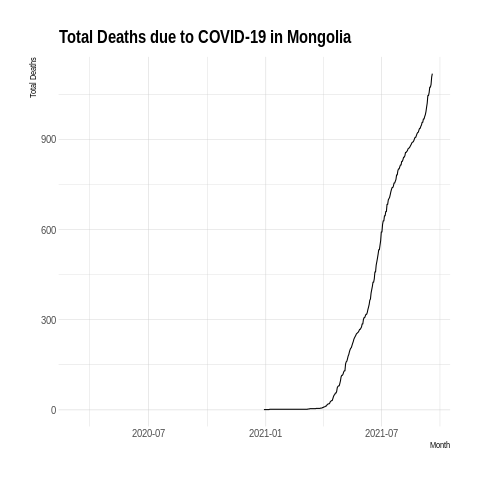 Total Deaths due to COVID-19 in Mongolia
Total Deaths
900
600
300
0
2020-07
2021-01
2021-07
Month